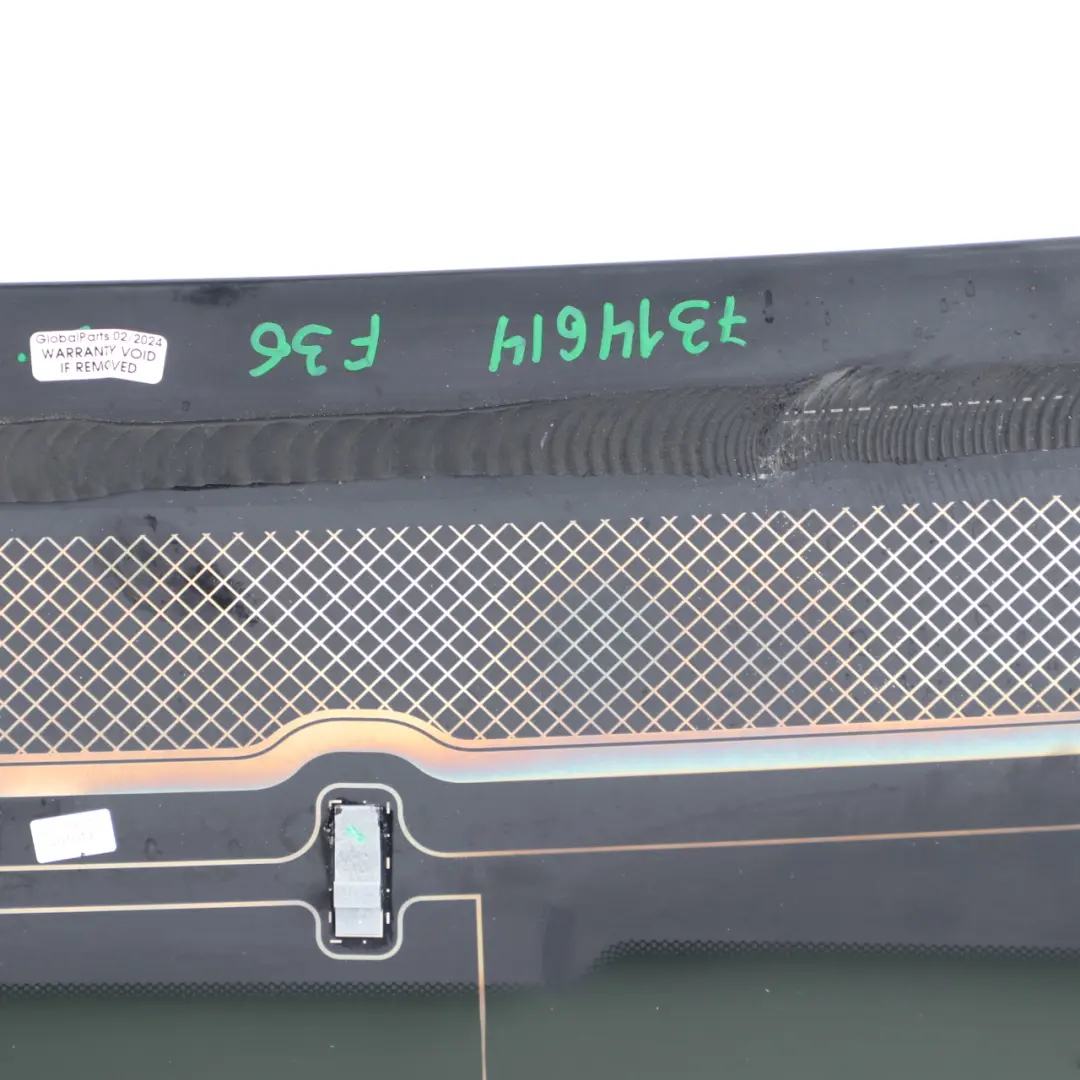 GlobalParts 02/2024
WARRANTY VOID
IF REMOVED
7314614 F36